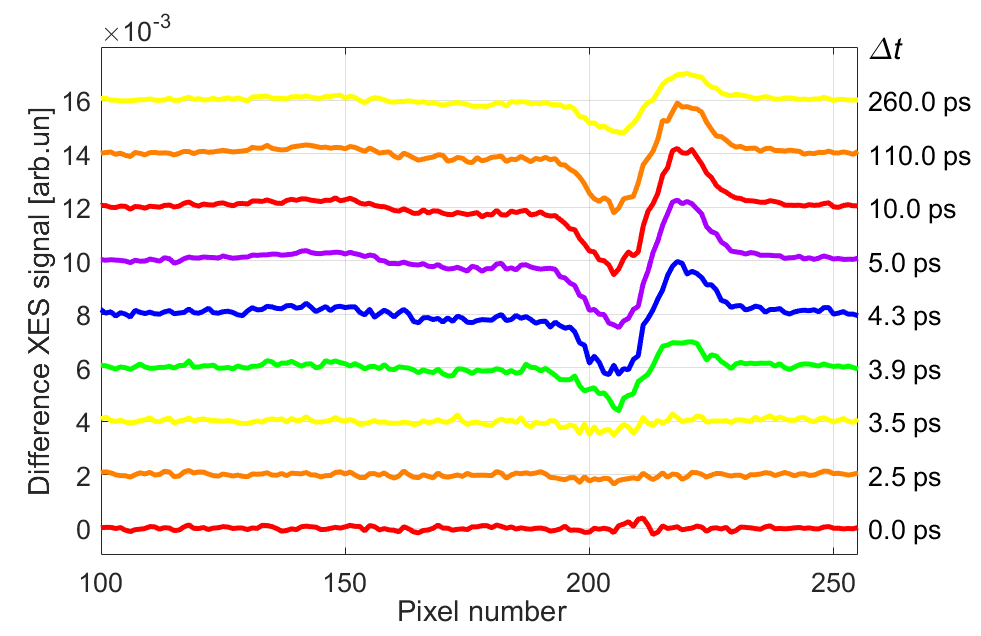 ×10-3
Δt
16
260.0 ps
14
110.0 ps
12
10.0 ps
10
5.0 ps
8
4.3 ps
6
3.9 ps
4
3.5 ps
2
2.5 ps
0
0.0 ps
Difference XES signal [arb.un]
100
150
200
250
Pixel number